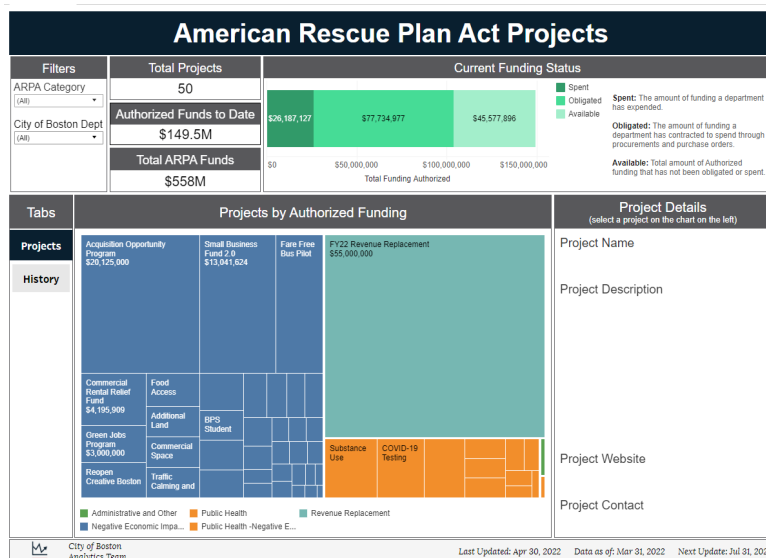 American Rescue Plan Act Projects
Filters
ARPA Category
(All)
City of Boston Dept
(All)
Total Projects
50
Authorized Funds to Date
$149.5M
Total ARPA Funds
$558M
Current Funding Status
$26,187,127
$77,734,977
$45,577,896
$0
$50,000,000
$100,000,000
$150,000,000
Total Funding Authorized
Spent
Obligated
Available
Spent: The amount of funding a department
has expended.
Obligated: The amount of funding a
department has contracted to spend through
procurements and purchase orders.
Available: Total amount of Authorized
funding that has not been obligated or spent.
Tabs
Projects
History
Projects by Authorized Funding
Acquisition Opportunity
Program
$20,125,000
Small Business
Fund 2.0
$13,041,624
Fare Free
Bus Pilot
FY22 Revenue Replacement
$55,000,000
Commercial
Rental Relief
Fund
$4,195,909
Green Jobs
Program
$3,000,000
Reopen
Creative Boston
Food
Access
Additional
Land
Commercial
Space
Traffic
Calming and
BPS
Student
Substance
Use
COVID-19
Testing
Administrative and Other
Public Health
Revenue Replacement
Negative Economic Impa...
Public Health -Negative E...
Project Details
(select a project on the chart on the left)
Project Name
Project Description
Project Website
Project Contact
City of Boston
Analytics Team
Last Updated: Apr 30, 2022
Data as of: Mar 31, 2022
Next Update: Jul 31,